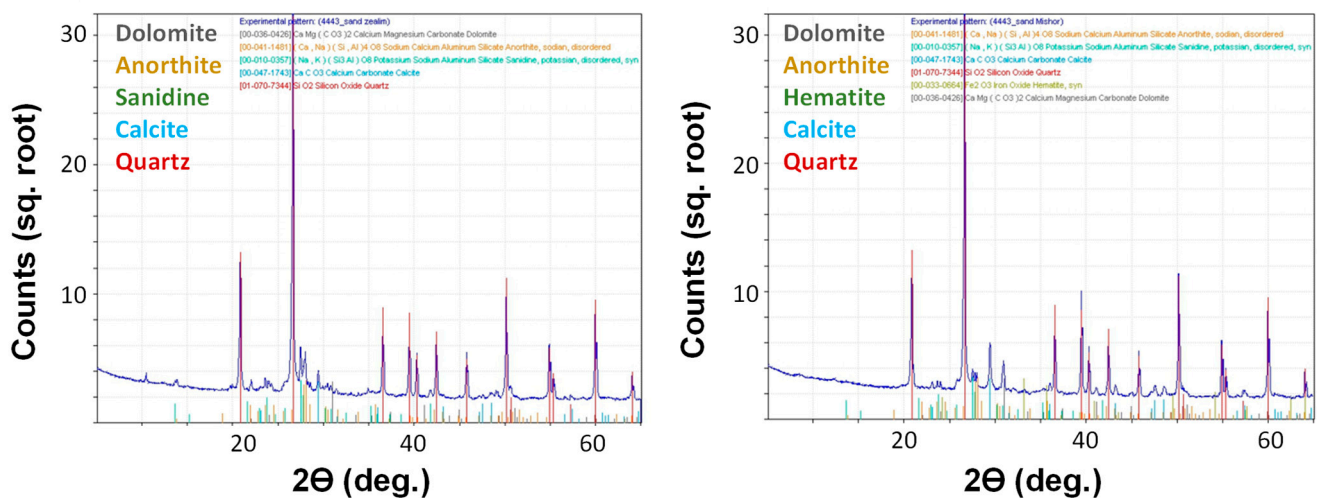 30
20
10
Counts (sq. root)
Dolomite
Anorthite
Sanidine
Calcite
Quartz
Experimental pattern: (4443_sand zealim)
[00-036-0426] Ca Mg ( C O3 )2 Calcium Magnesium Carbonate Dolomite
[00-041-1481] ( Ca , Na ) ( Si , Al )4 O8 Sodium Calcium Aluminum Silicate Anorthite, sodian, disordered
[00-010-0357] ( Na , K ) ( Si3 Al ) O8 Potassium Sodium Aluminum Silicate Sanidine, potassian, disordered, syn
[00-047-1743] Ca C O3 Calcium Carbonate Calcite
[01-070-7344] Si O2 Silicon Oxide Quartz
20
40
60
2Θ (deg.)
30
20
10
Counts (sq. root)
Dolomite
Anorthite
Hematite
Calcite
Quartz
Experimental pattern: (4443_sand Mishor)
[00-041-1481] ( Ca , Na ) ( Si , Al )4 O8 Sodium Calcium Aluminum Silicate Anorthite, sodian, disordered
[00-010-0357] ( Na , K ) ( Si3 Al ) O8 Potassium Sodium Aluminum Silicate Sanidine, potassian, disordered, syn
[00-047-1743] Ca C O3 Calcium Carbonate Calcite
[01-070-7344] Si O2 Silicon Oxide Quartz
[00-033-0664] Fe2 O3 Iron Oxide Hematite, syn
[00-036-0426] Ca Mg ( C O3 )2 Calcium Magnesium Carbonate Dolomite
20
40
60
2Θ (deg.)